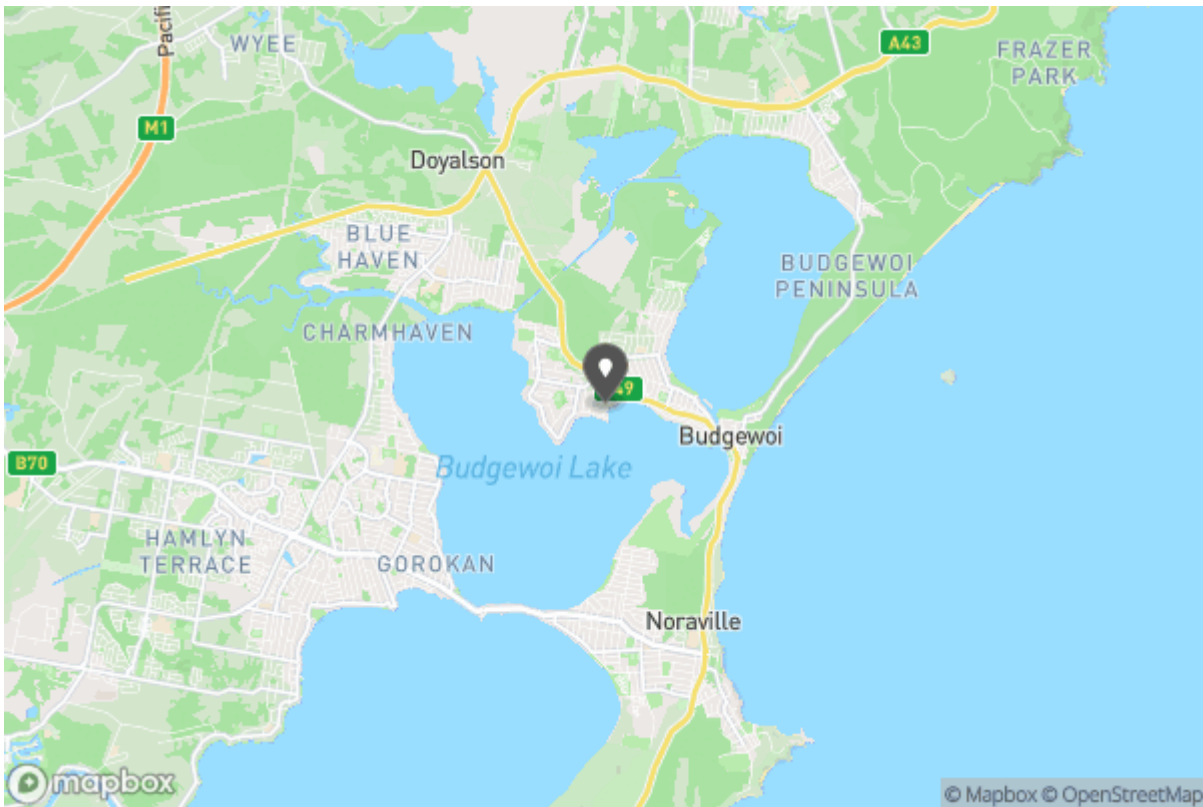 Pacific
WYEE
A43
FRAZER
PARK
M1
Doyalson
BLUE
HAVEN
BUDGEWOI
PENINSULA
CHARMHAVEN
49
Budgewoi
B70
Budgewoi Lake
HAMLYN
TERRACE
GOROKAN
Noraville
mapbox
© Mapbox © OpenStreetMap